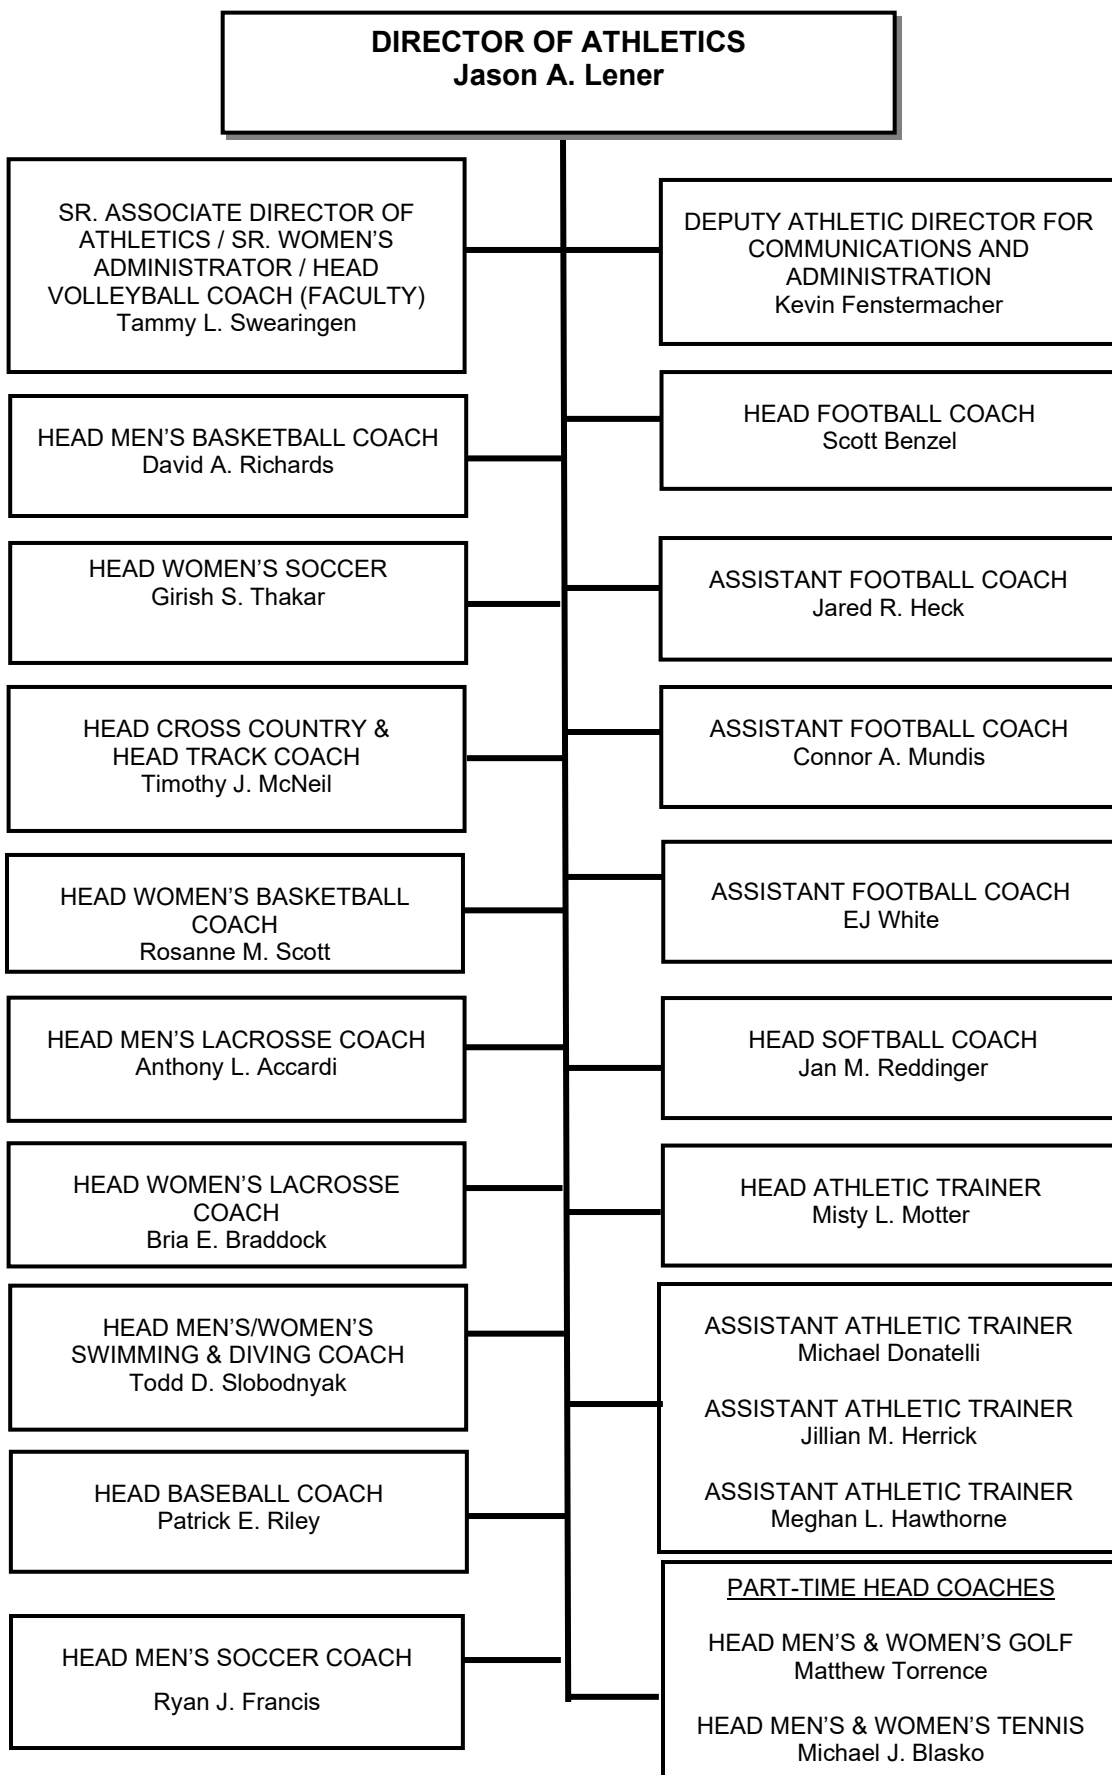 DIRECTOR OF ATHLETICS
Jason A. Lener
SR. ASSOCIATE DIRECTOR OF
ATHLETICS / SR. WOMEN'S
ADMINISTRATOR / HEAD
VOLLEYBALL COACH (FACULTY)
Tammy L. Swearingen
HEAD MEN'S BASKETBALL COACH
David A. Richards
HEAD WOMEN'S SOCCER
Girish S. Thakar
HEAD CROSS COUNTRY &
HEAD TRACK COACH
Timothy J. McNeil
HEAD WOMEN'S BASKETBALL
COACH
Rosanne M. Scott
HEAD MEN'S LACROSSE COACH
Anthony L. Accardi
HEAD WOMEN'S LACROSSE
COACH
Bria E. Braddock
HEAD MEN'S/WOMEN'S
SWIMMING & DIVING COACH
Todd D. Slobodnyak
HEAD BASEBALL COACH
Patrick E. Riley
HEAD MEN'S SOCCER COACH
Ryan J. Francis
DEPUTY ATHLETIC DIRECTOR FOR
COMMUNICATIONS AND
ADMINISTRATION
Kevin Fenstermacher
HEAD FOOTBALL COACH
Scott Benzel
ASSISTANT FOOTBALL COACH
Jared R. Heck
ASSISTANT FOOTBALL COACH
Connor A. Mundis
ASSISTANT FOOTBALL COACH
EJ White
HEAD SOFTBALL COACH
Jan M. Reddinger
HEAD ATHLETIC TRAINER
Misty L. Motter
ASSISTANT ATHLETIC TRAINER
Michael Donatelli
ASSISTANT ATHLETIC TRAINER
Jillian M. Herrick
ASSISTANT ATHLETIC TRAINER
Meghan L. Hawthorne
PART-TIME HEAD COACHES
HEAD MEN'S & WOMEN'S GOLF
Matthew Torrence
HEAD MEN'S & WOMEN'S TENNIS
Michael J. Blasko